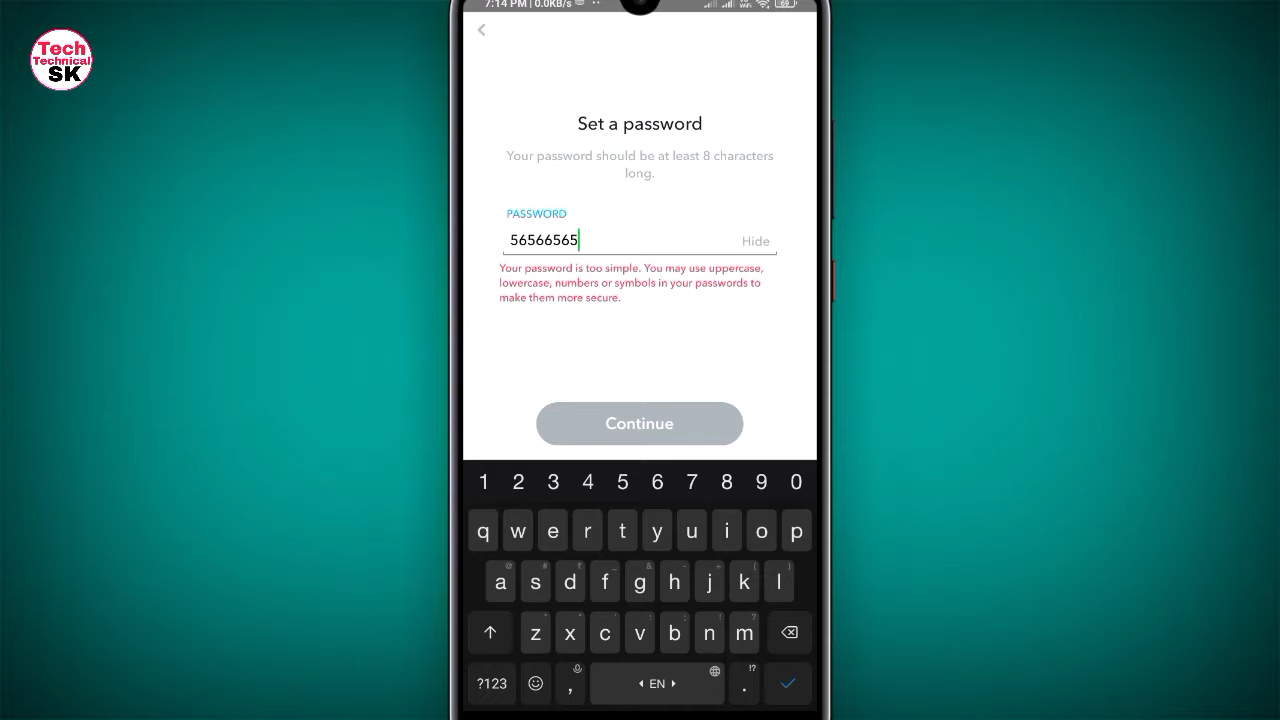 7:14 PM | 0.0KB/s
69
Tech
Technical
SK
Set a password
Your password should be at least 8 characters
long.
PASSWORD
56566565
Hide
Your password is too simple. You may use uppercase,
lowercase, numbers or symbols in your passwords to
make them more secure.
Continue
1 2 3 4 5 6 7 8 9 0
q w e r t y u i o p
a s d f g h j k l
z x c v b n m
?123 , EN . !?